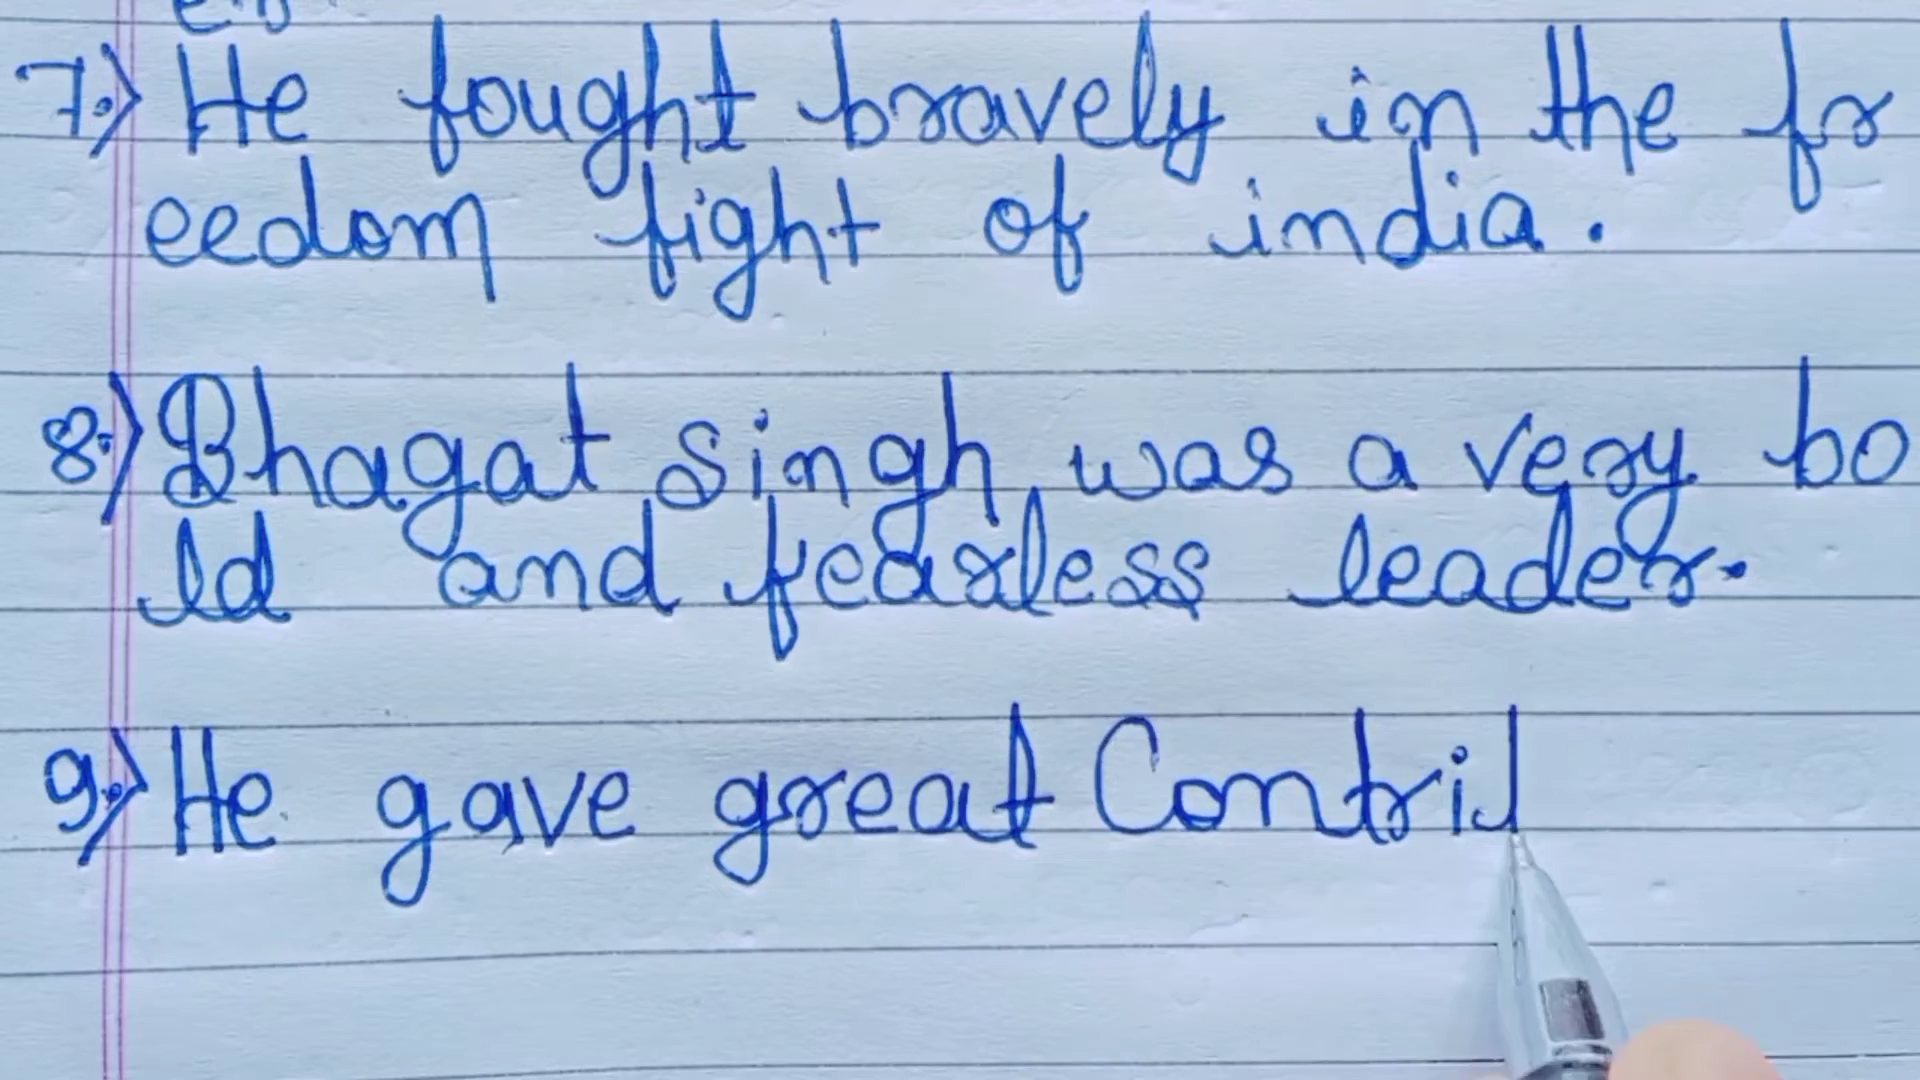 7.) He fought bravely in the fr
eedom fight of india.
8.) Bhagat singh was a very bo
ld and fearless leader.
9.) He gave great Contri